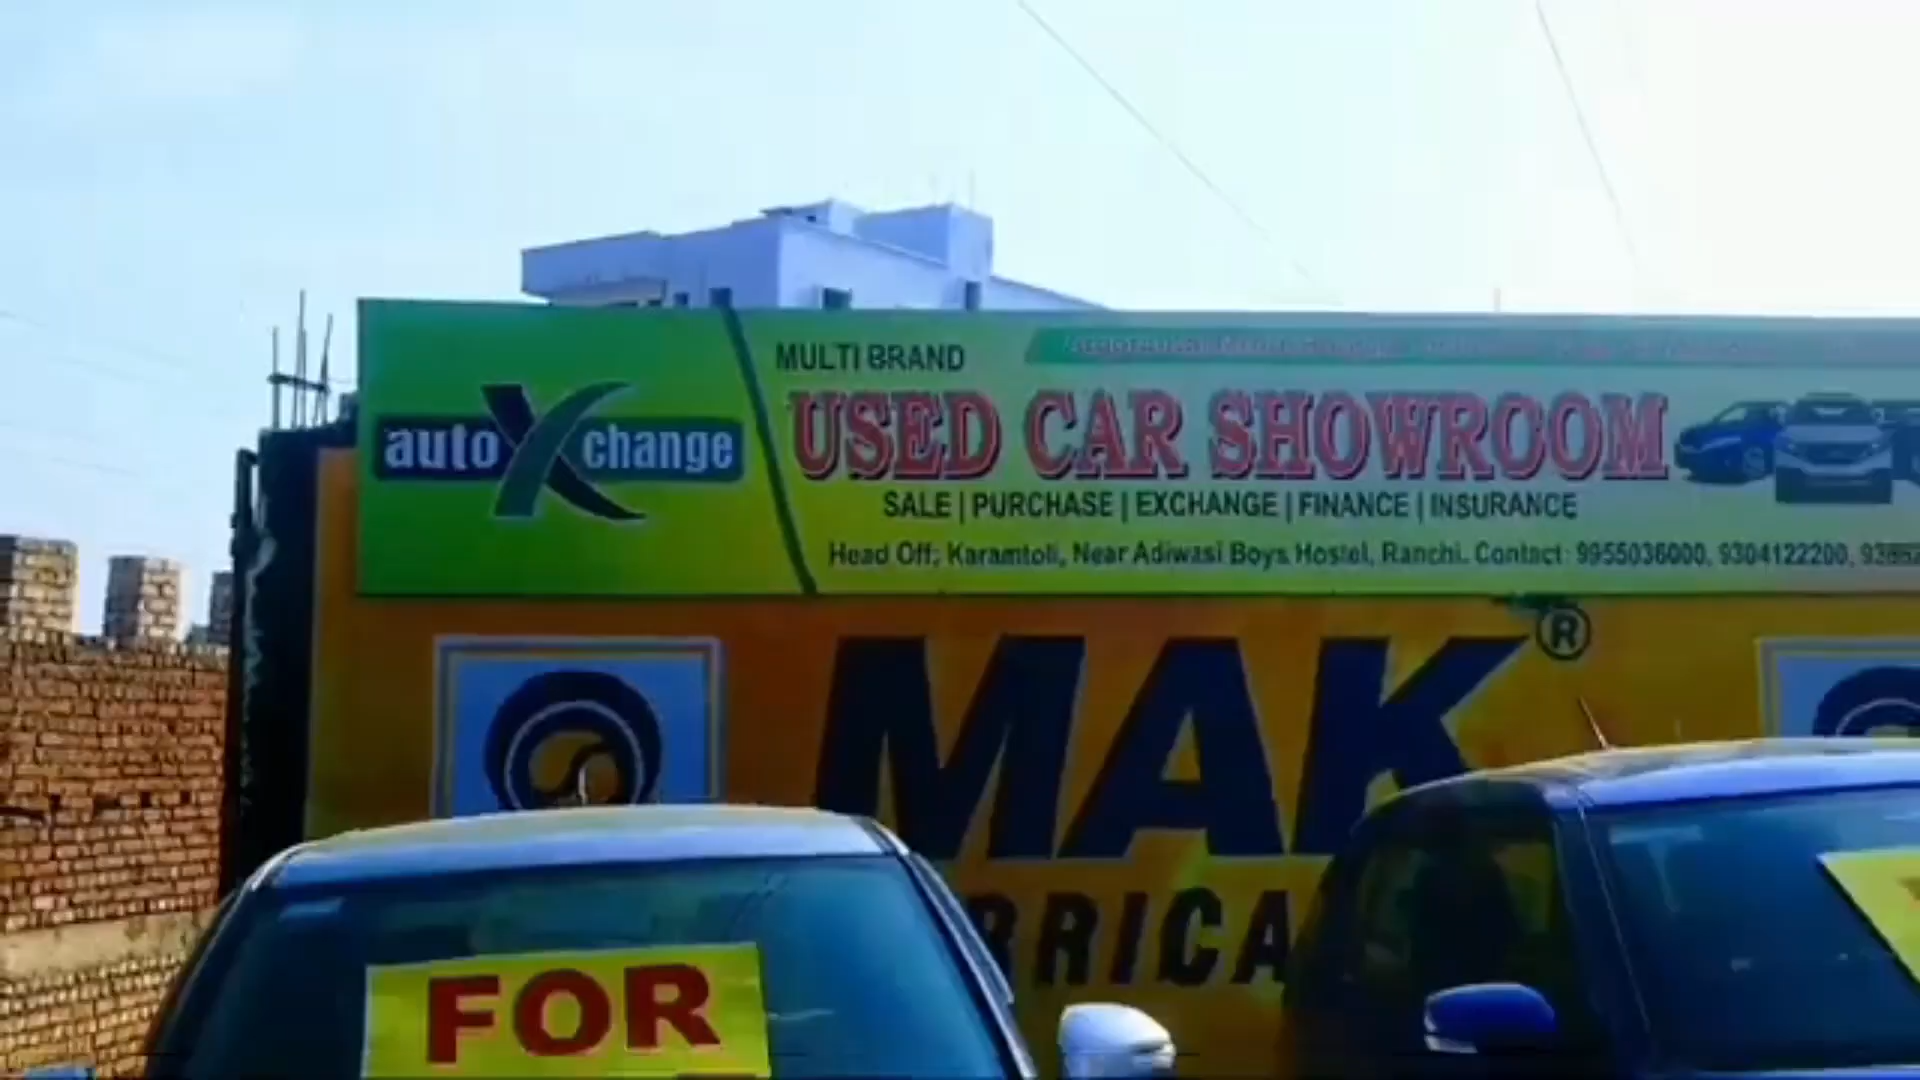 MULTI BRAND
auto X change
USED CAR SHOWROOM
SALE | PURCHASE | EXCHANGE | FINANCE | INSURANCE
Head Off; Karamtoli, Near Adiwasi Boys Hostel, Ranchi. Contact: 9955036000, 9304122200,
MAK®
RRICA
FOR